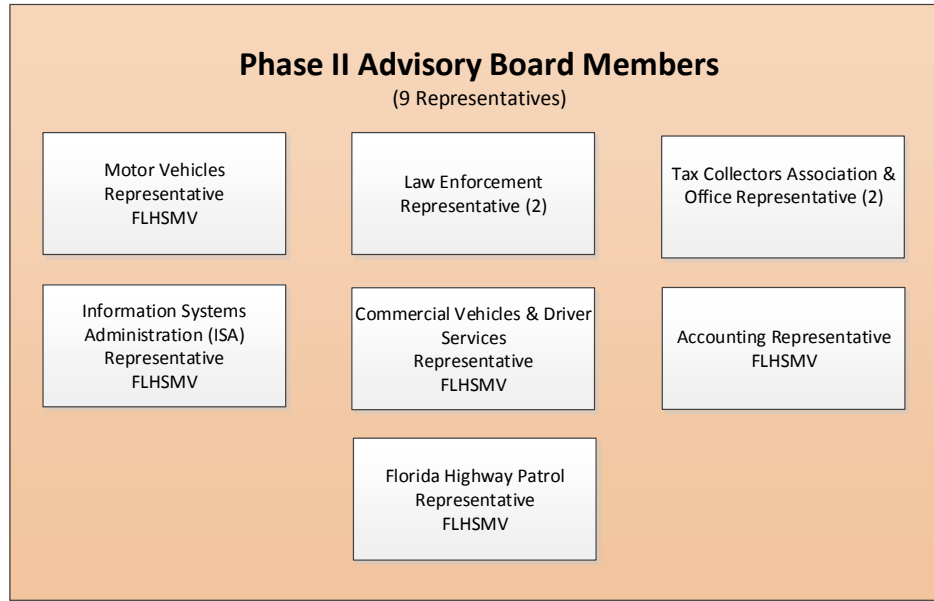 Phase II Advisory Board Members
(9 Representatives)
Motor Vehicles
Representative
FLHSMV
Law Enforcement
Representative (2)
Tax Collectors Association &
Office Representative (2)
Information Systems
Administration (ISA)
Representative
FLHSMV
Commercial Vehicles & Driver
Services
Representative
FLHSMV
Accounting Representative
FLHSMV
Florida Highway Patrol
Representative
FLHSMV